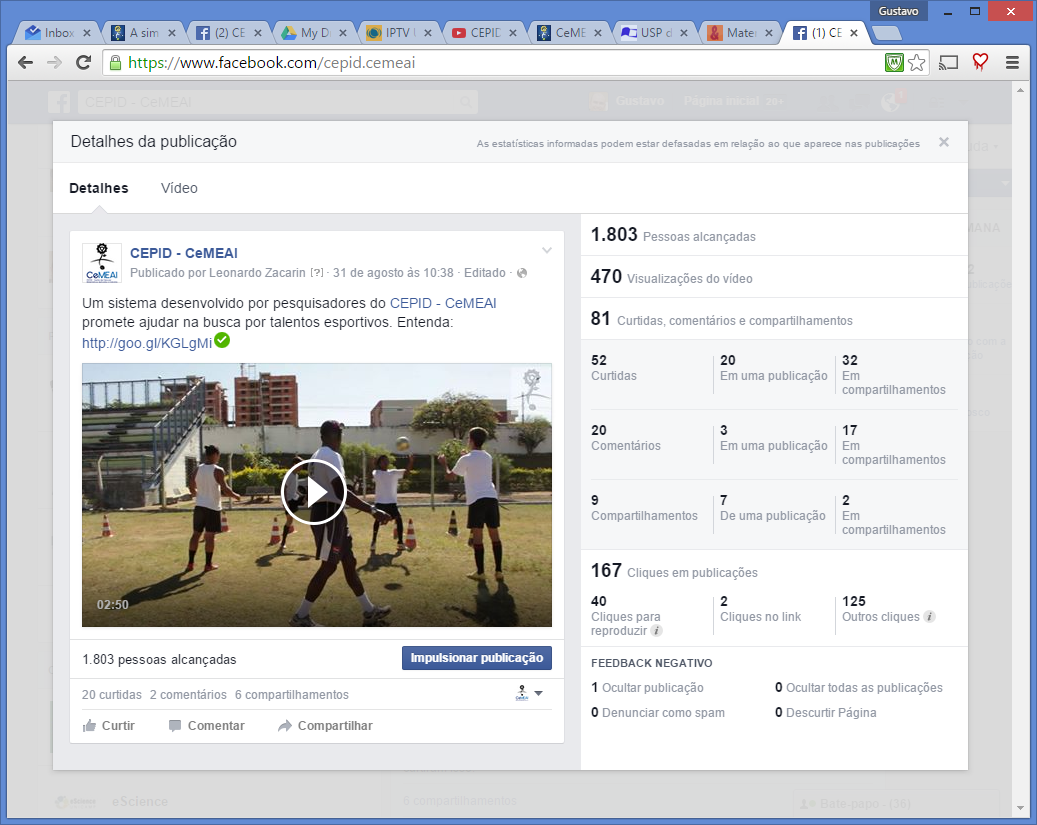 Gustavo
Inbox
A sim
(2) CE
My D
IPTV
CEPID
CeME
USP d
Mater
(1) CE
https://www.facebook.com/cepid.cemeai
CEPID - CeMEAI
Gustavo
Página inicial 20+
Detalhes da publicação
As estatísticas informadas podem estar defasadas em relação ao que aparece nas publicações
Detalhes
Vídeo
CeMEAI
CEPID - CeMEAI
Publicado por Leonardo Zacarin [?] · 31 de agosto às 10:38 · Editado ·
Um sistema desenvolvido por pesquisadores do CEPID - CeMEAI
promete ajudar na busca por talentos esportivos. Entenda:
http://goo.gl/KGLgMi
02:50
1.803 pessoas alcançadas
Impulsionar publicação
20 curtidas 2 comentários 6 compartilhamentos
Curtir
Comentar
Compartilhar
1.803 Pessoas alcançadas
470 Visualizações do vídeo
81 Curtidas, comentários e compartilhamentos
52
Curtidas
20
Em uma publicação
32
Em
compartilhamentos
20
Comentários
3
Em uma publicação
17
Em
compartilhamentos
9
Compartilhamentos
7
De uma publicação
2
Em
compartilhamentos
167 Cliques em publicações
40
Cliques para
reproduzir
2
Cliques no link
125
Outros cliques
FEEDBACK NEGATIVO
1 Ocultar publicação
0 Ocultar todas as publicações
0 Denunciar como spam
0 Descurtir Página
eScience
6 compartilhamentos
Bate-papo - (36)